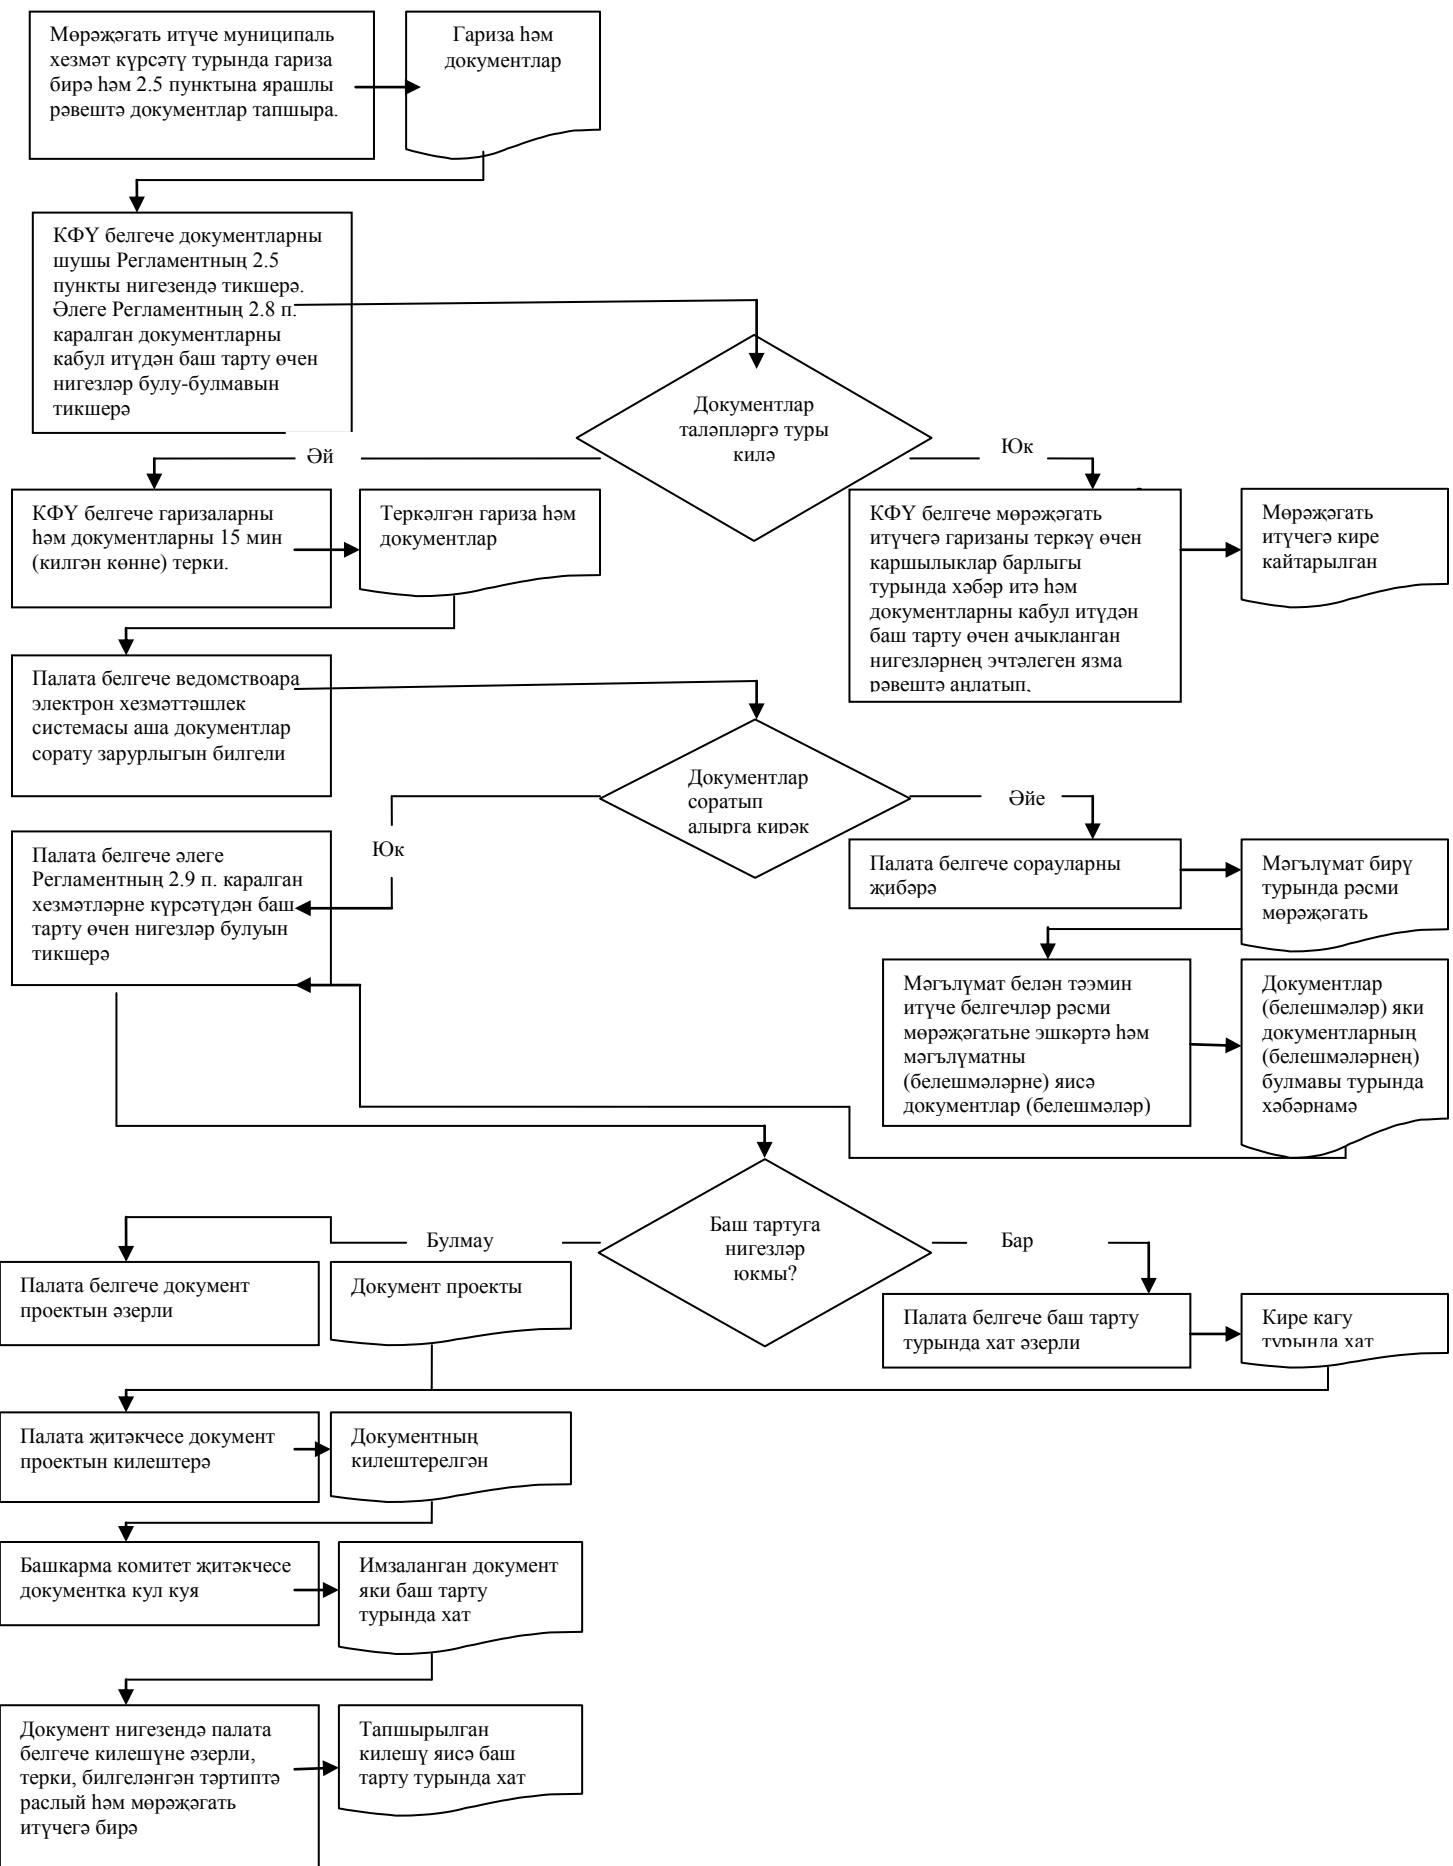 Мөрәҗәгать итүче муниципаль
хезмәт күрсәтү турында гариза
бирә һәм 2.5 пунктына ярашлы
рәвештә документлар тапшыра.
Гариза һәм
документлар
КФҮ белгече документларны
шушы Регламентның 2.5
пункты нигезендә тикшерә.
Әлеге Регламентның 2.8 п.
каралган документларны
кабул итүдән баш тарту өчен
нигезләр булу-булмавын
тикшерә
Документлар
таләпләргә туры
килә
Әй
Юк
КФҮ белгече гаризаларны
һәм документларны 15 мин
(килгән көнне) терки.
Теркәлгән гариза һәм
документлар
КФҮ белгече мөрәҗәгать
итүчегә гаризаны теркәү өчен
каршылыклар барлыгы
турында хәбәр итә һәм
документларны кабул итүдән
баш тарту өчен ачыкланган
нигезләрнең эчтәлеген язма
рәвештә аңлатып,
Мөрәҗәгать
итүчегә кире
кайтарылган
Палата белгече ведомствоара
электрон хезмәттәшлек
системасы аша документлар
сорату зарурлыгын билгели
Документлар
соратып
алырга кирәк
Юк
Әйе
Палата белгече әлеге
Регламентның 2.9 п. каралган
хезмәтләрне күрсәтүдән баш
тарту өчен нигезләр булуын
тикшерә
Палата белгече сорауларны
җибәрә
Мәгълүмат бирү
турында рәсми
мөрәҗәгать
Мәгълүмат белән тәэмин
итүче белгечләр рәсми
мөрәҗәгатьне эшкәртә һәм
мәгълүматны
(белешмәләрне) яисә
документлар (белешмәләр)
Документлар
(белешмәләр) яки
документларның
(белешмәләрнең)
булмавы турында
хәбәрнамә
Баш тартуга
нигезләр
юкмы?
Булмау
Бар
Палата белгече документ
проектын әзерли
Документ проекты
Палата белгече баш тарту
турында хат әзерли
Кире кагу
турында хат
Палата җитәкчесе документ
проектын килештерә
Документның
килештерелгән
Башкарма комитет җитәкчесе
документка кул куя
Имзаланган документ
яки баш тарту
турында хат
Документ нигезендә палата
белгече килешүне әзерли,
терки, билгеләнгән тәртиптә
раслый һәм мөрәҗәгать
итүчегә бирә
Тапшырылган
килешү яисә баш
тарту турында хат